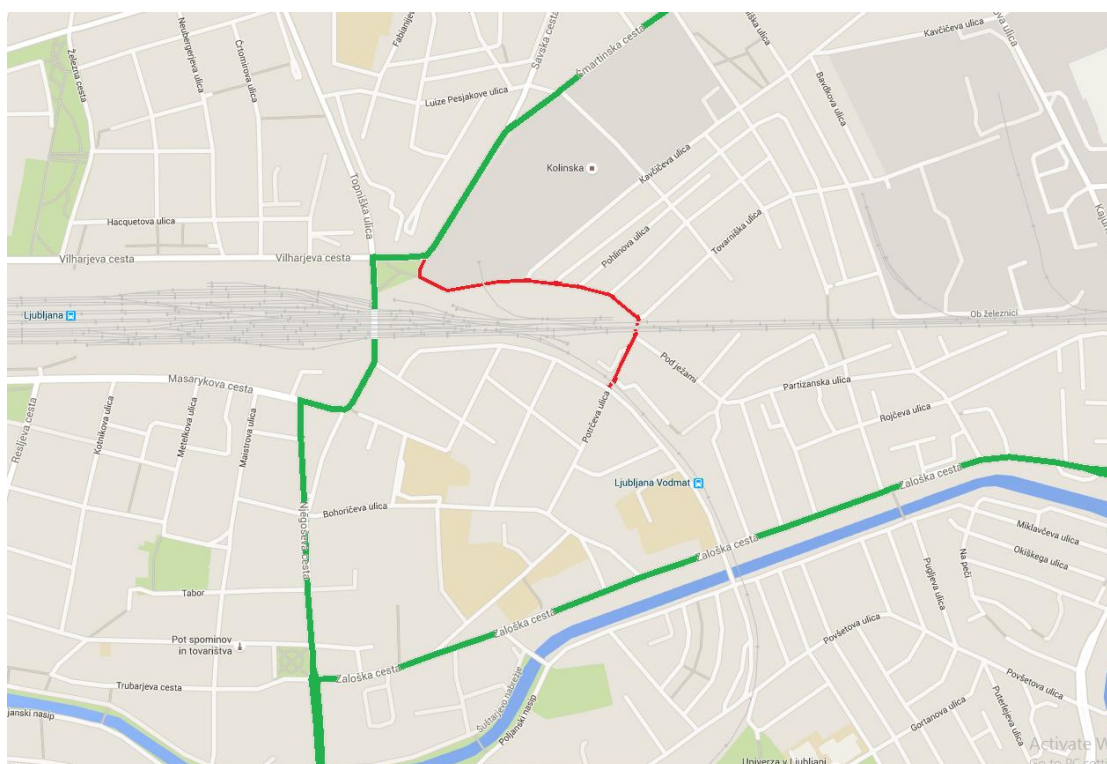 Železna cesta
Neubergerjeva ulica
Črtomirova ulica
Fabianije
Savska cesta
Šmartinska cesta
Kavčičeva ulica
Bavdkova ulica
Luize Pesjakove ulica
Kolinska
Kavčičeva ulica
Topniška ulica
Hacquetova ulica
Pohlinova ulica
Tovarniška ulica
Vilharjeva cesta
Vilharjeva cesta
Ljubljana
Ob železnici
Pod ježami
Masarykova cesta
Partizanska ulica
Resljeva cesta
Kotnikova ulica
Metelkova ulica
Maistrova ulica
Potrčeva ulica
Rojčeva ulica
Ljubljana Vodmat
Zaloška cesta
Njegoševa cesta
Bohoričeva ulica
Zaloška cesta
Miklavčeva ulica
Okiškega ulica
Na peči
Pugljeva ulica
Tabor
Zaloška cesta
Pot spominov
in tovarištva
Povšetova ulica
Zaloška cesta
Trubarjeva cesta
Povšetova ulica
Šuštarjevo nabrežje
Poljanski nasip
Puterlejeva ulica
Gortanova ulica
janski nasip
Univerza v Ljubljani
Activate W